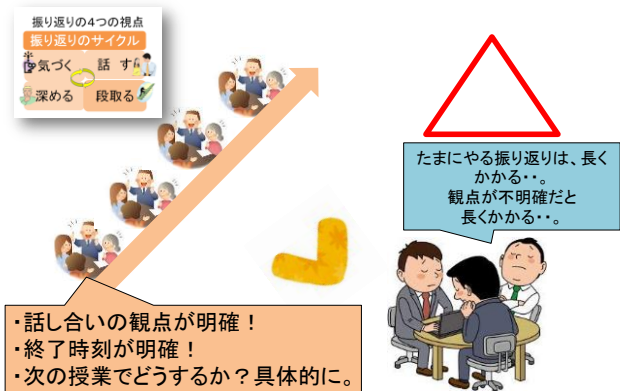 振り返りの4つの視点
振り返りのサイクル
気づく 話す
深める 段取る
たまにやる振り返りは、長く
かかる・・。
観点が不明確だと
長くかかる・・。
・話し合いの観点が明確！
・終了時刻が明確！
・次の授業でどうするか？具体的に。